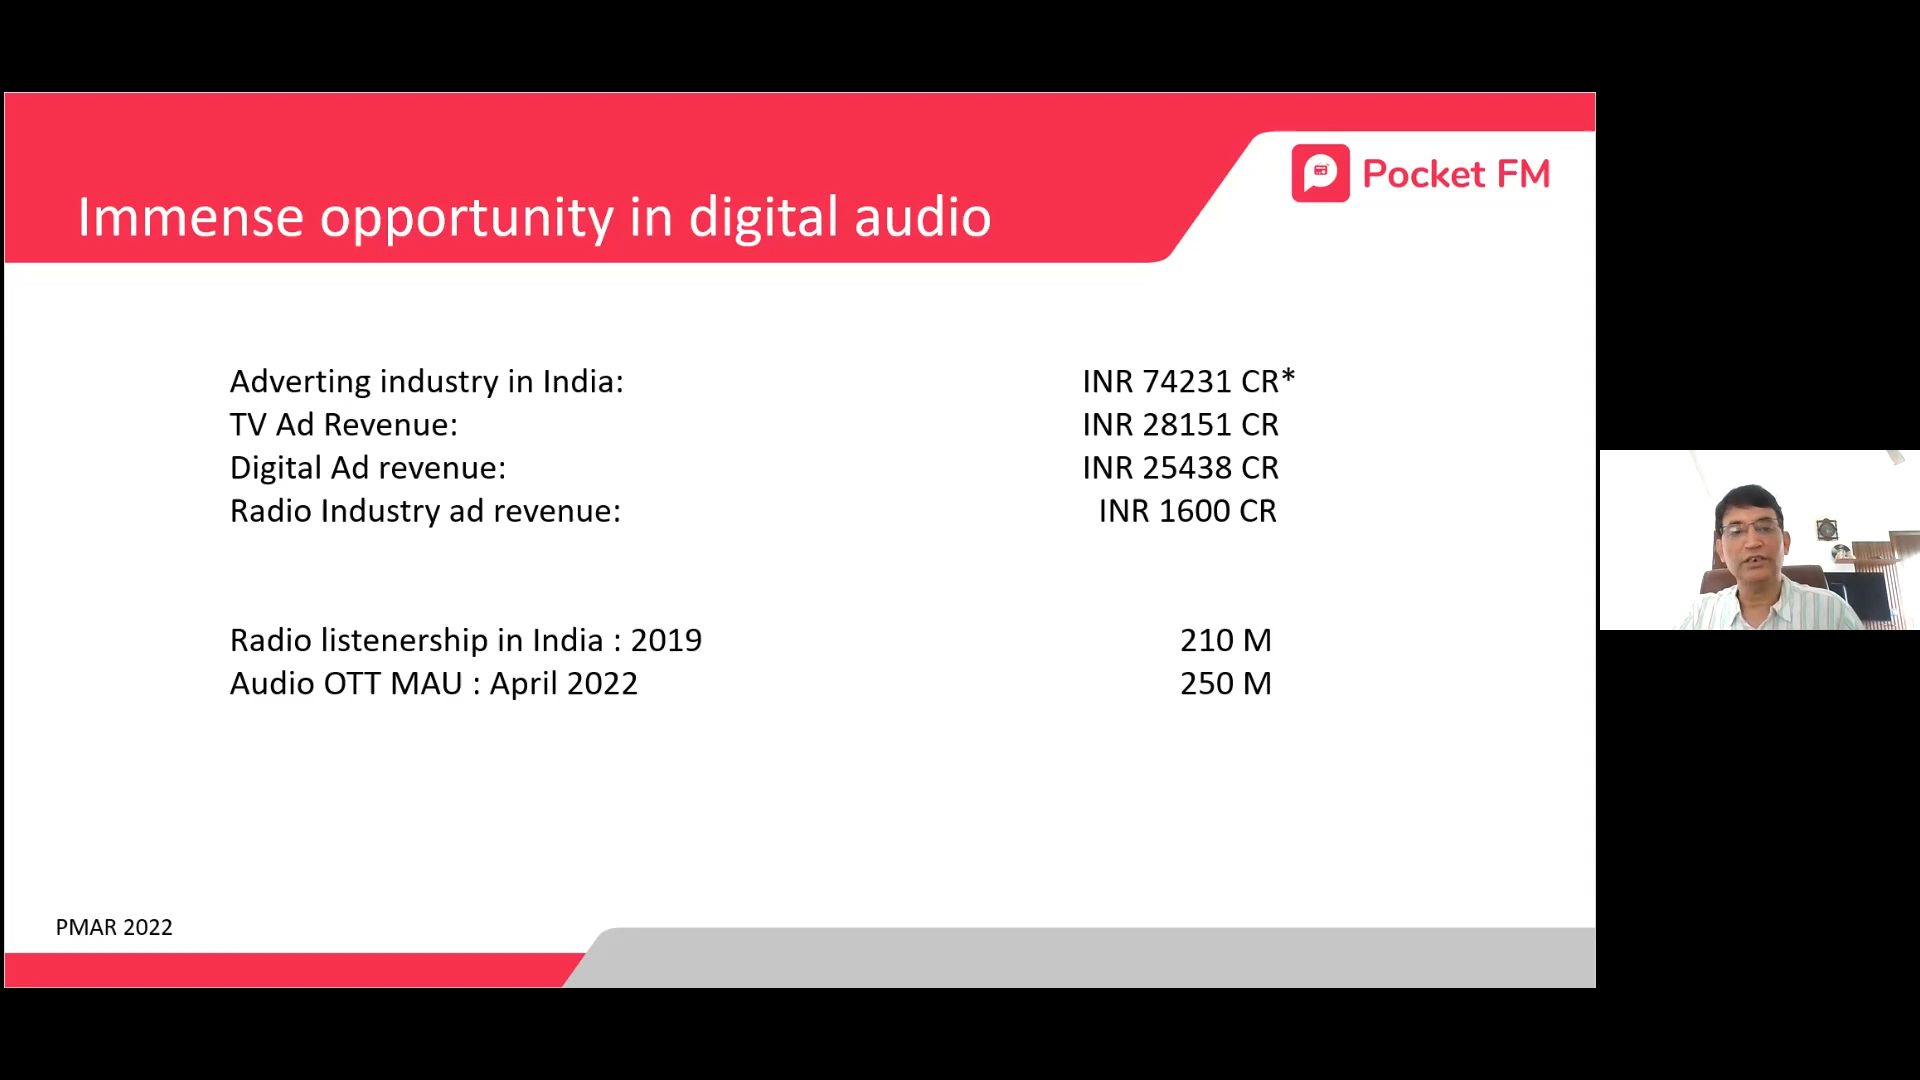 Pocket FM
Immense opportunity in digital audio
Adverting industry in India: INR 74231 CR*
TV Ad Revenue: INR 28151 CR
Digital Ad revenue: INR 25438 CR
Radio Industry ad revenue: INR 1600 CR
Radio listenership in India : 2019 210 M
Audio OTT MAU : April 2022 250 M
PMAR 2022